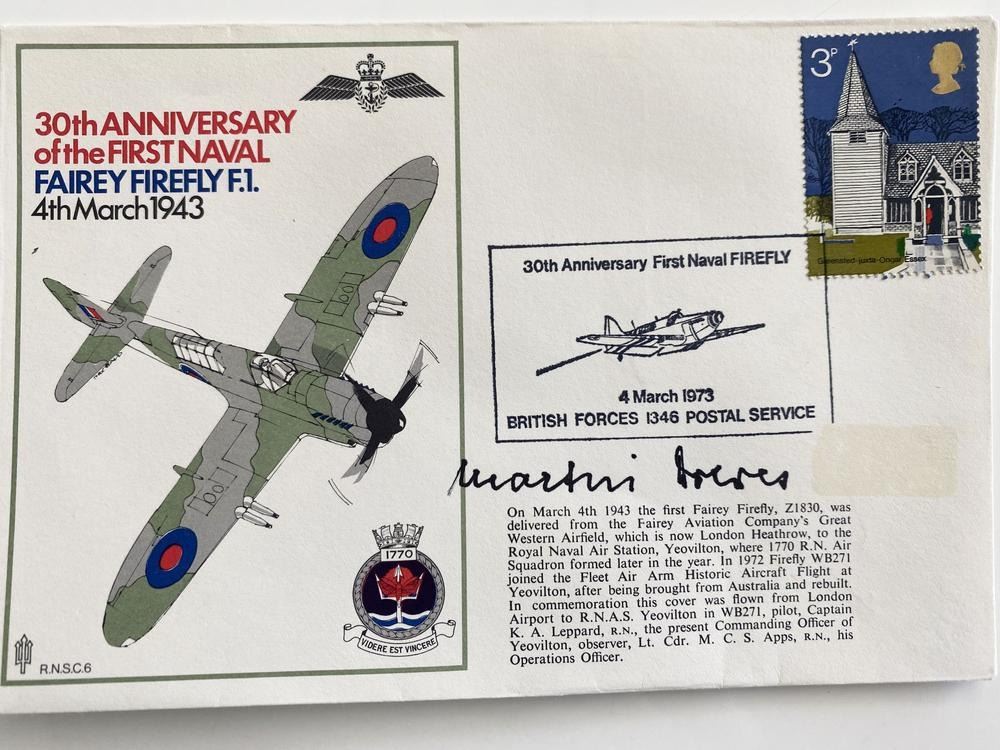 30th ANNIVERSARY
of the FIRST NAVAL
FAIREY FIREFLY F.1.
4th March 1943
1770
VIDERE EST VINCERE
R.N.S.C.6
3P
Greensted-juxta-Ongar Essex
30th Anniversary First Naval FIREFLY
4 March 1973
BRITISH FORCES 1346 POSTAL SERVICE
On March 4th 1943 the first Fairey Firefly, Z1830, was
delivered from the Fairey Aviation Company's Great
Western Airfield, which is now London Heathrow, to the
Royal Naval Air Station, Yeovilton, where 1770 R.N. Air
Squadron formed later in the year. In 1972 Firefly WB271
joined the Fleet Air Arm Historic Aircraft Flight at
Yeovilton, after being brought from Australia and rebuilt.
In commemoration this cover was flown from London
Airport to R.N.A.S. Yeovilton in WB271, pilot, Captain
K. A. Leppard, R.N., the present Commanding Officer of
Yeovilton, observer, Lt. Cdr. M. C. S. Apps, R.N., his
Operations Officer.